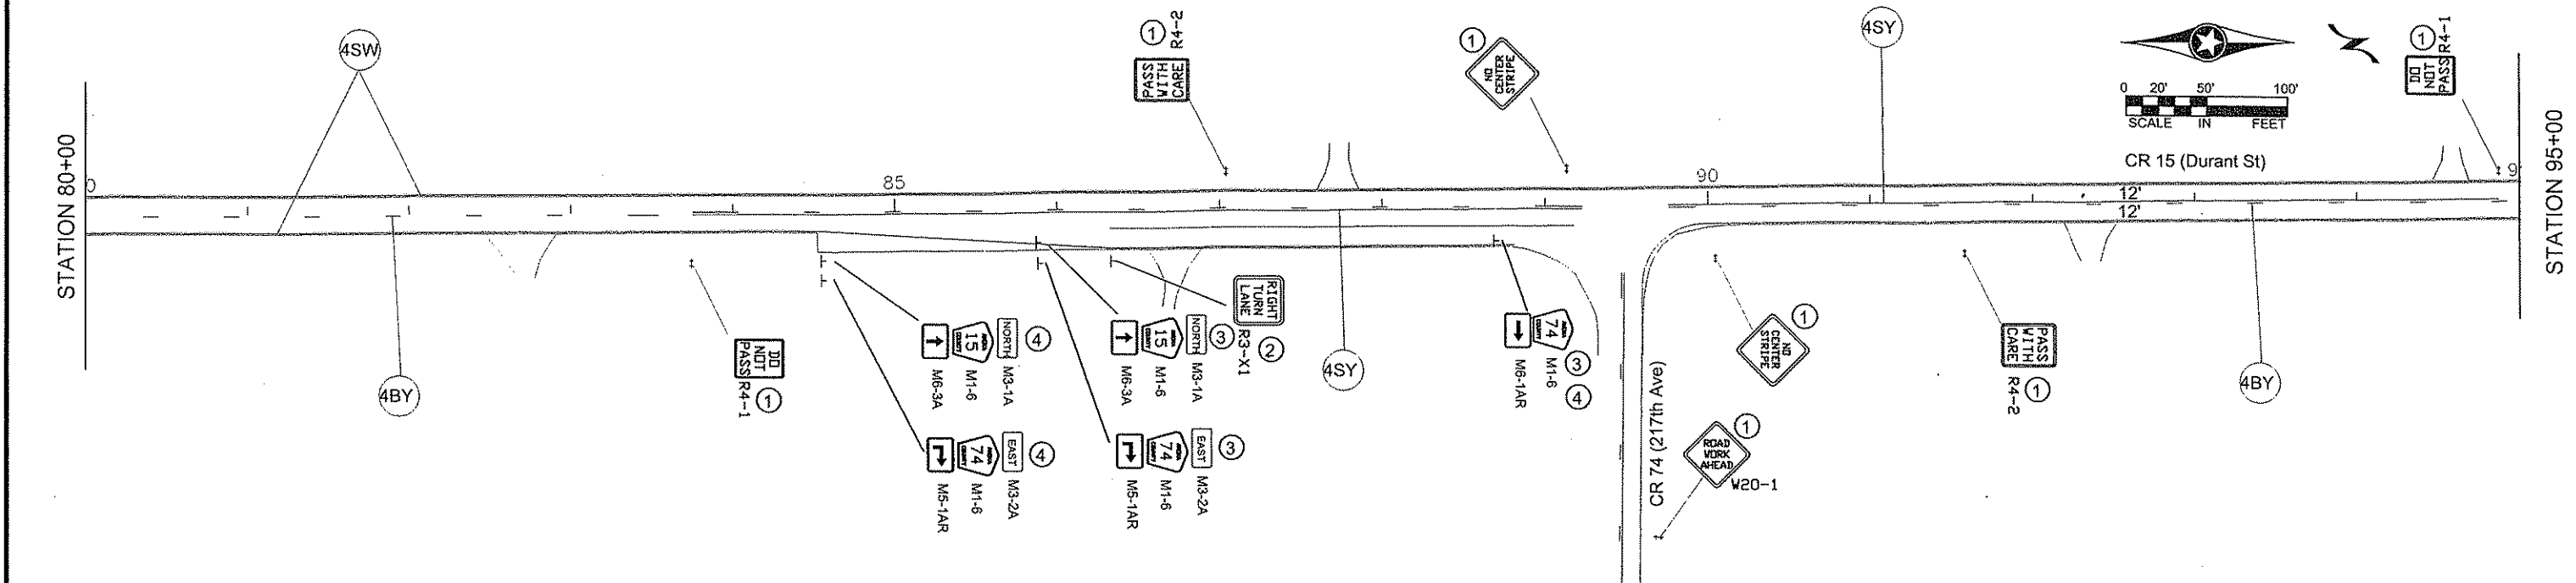 4SW
STATION 80+00
0
85
90
9
4BY
1
DO
NOT
PASS
R4-1
1
R4-2
PASS
WITH
CARE
1
NO
CENTER
STRIPE
4SY
0 20' 50' 100'
SCALE IN FEET
CR 15 (Durant St)
1
R4-1
DO
NOT
PASS
STATION 95+00
12'
12'
NORTH
COUNTY
15
4
M3-1A
M1-6
M6-3A
EAST
COUNTY
74
4
M3-2A
M1-6
M5-1AR
NORTH
COUNTY
15
3
M3-1A
M1-6
M6-3A
EAST
COUNTY
74
3
M3-2A
M1-6
M5-1AR
RIGHT
TURN
LANE
R3-X1
2
4SY
COUNTY
74
M1-6
M6-1AR
3
4
CR 74 (217th Ave)
1
NO
CENTER
STRIPE
1
ROAD
WORK
AHEAD
W20-1
PASS
WITH
CARE
R4-2
1
4BY